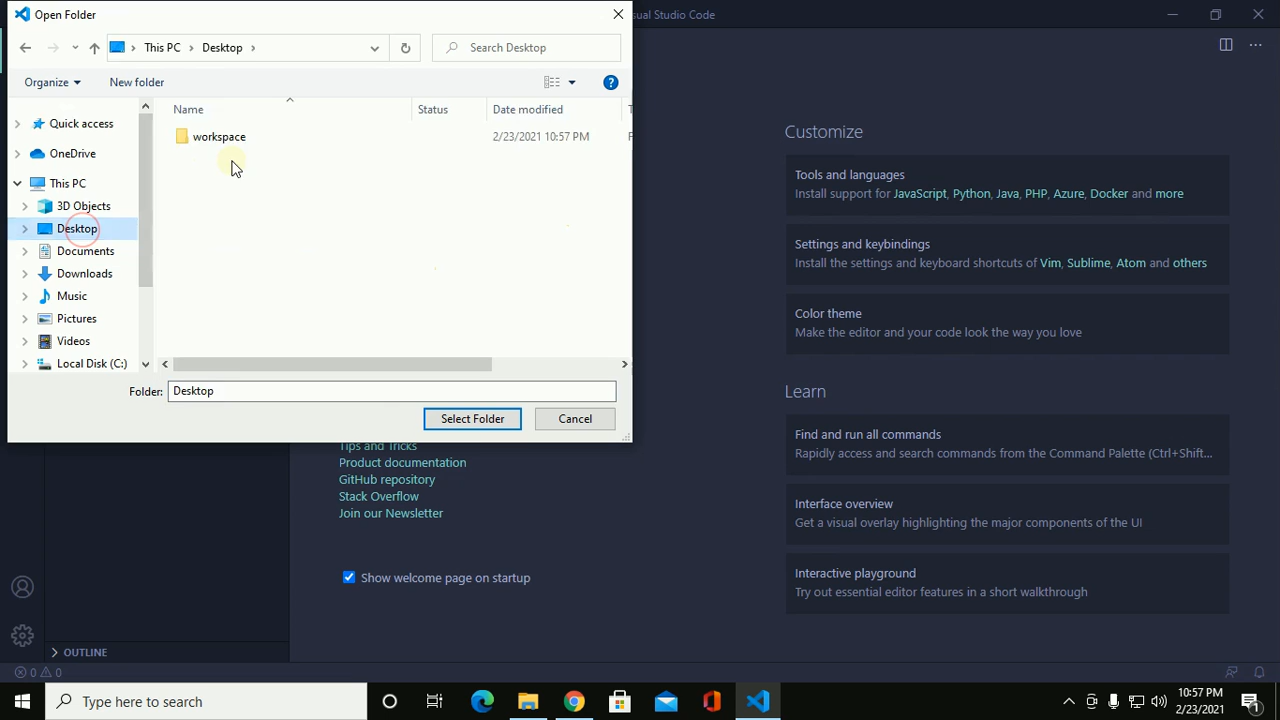 Open Folder
Visual Studio Code
This PC
Desktop
Search Desktop
Organize
New folder
Name
Status
Date modified
Quick access
workspace
2/23/2021 10:57 PM
OneDrive
This PC
3D Objects
Desktop
Documents
Downloads
Music
Pictures
Videos
Local Disk (C:)
Folder:
Desktop
Select Folder
Cancel
Tips and Tricks
Product documentation
GitHub repository
Stack Overflow
Join our Newsletter
Show welcome page on startup
Customize
Tools and languages
Install support for JavaScript, Python, Java, PHP, Azure, Docker and more
Settings and keybindings
Install the settings and keyboard shortcuts of Vim, Sublime, Atom and others
Color theme
Make the editor and your code look the way you love
Learn
Find and run all commands
Rapidly access and search commands from the Command Palette (Ctrl+Shift...
Interface overview
Get a visual overlay highlighting the major components of the UI
Interactive playground
Try out essential editor features in a short walkthrough
OUTLINE
0 0
Type here to search
10:57 PM
2/23/2021
1